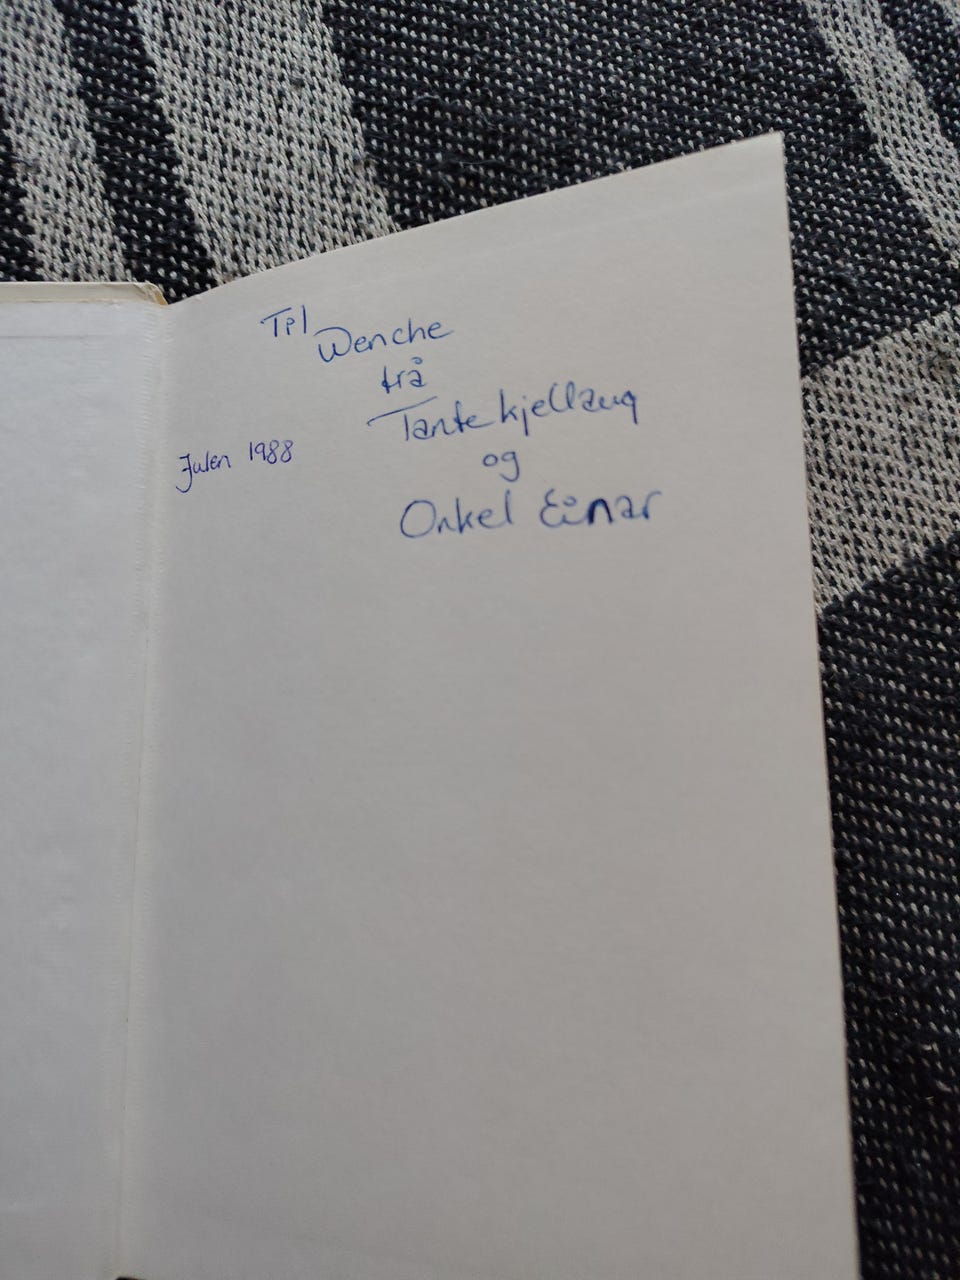 Til
Wenche
frå
Tante Kjellaug
Julen 1988
og
Onkel Einar